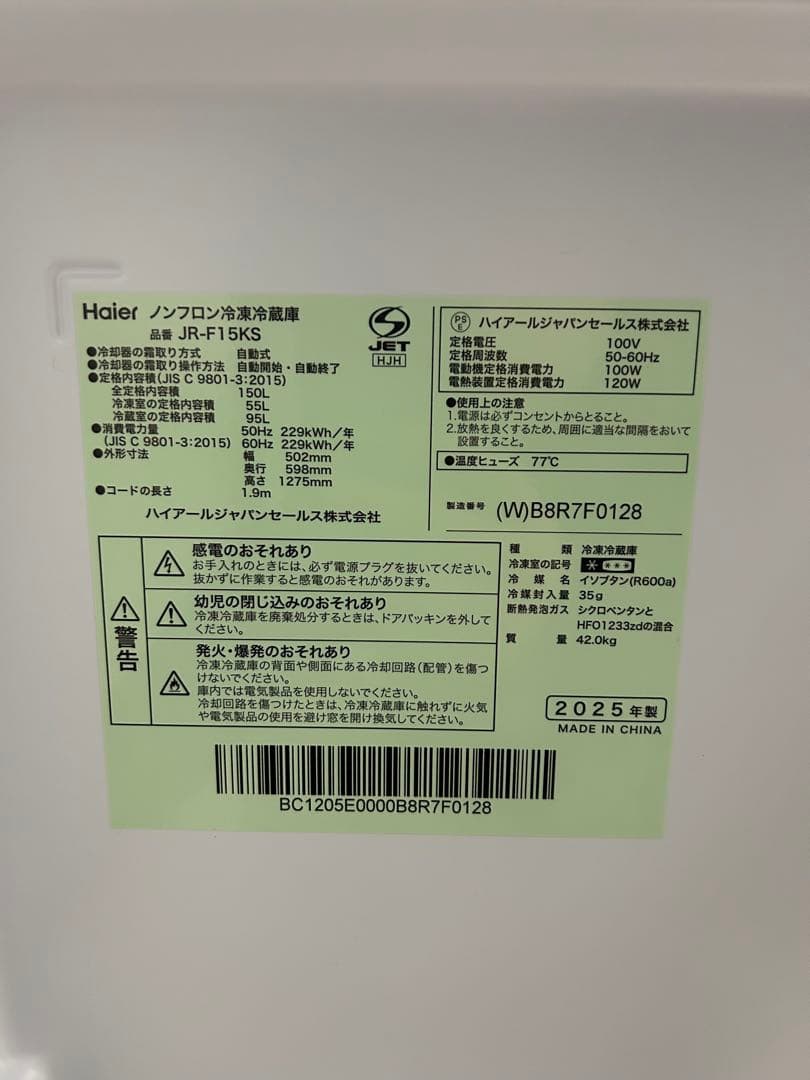 Haier ノンフロン冷凍冷蔵庫
品番 JR-F15KS
●冷却器の霜取り方式 自動式
●冷却器の霜取り操作方法 自動開始・自動終了
●定格内容積(JIS C 9801-3:2015)
全定格内容積 150L
冷凍室の定格内容積 55L
冷蔵室の定格内容積 95L
●消費電力量 50Hz 229kWh/年
(JIS C 9801-3:2015) 60Hz 229kWh/年
●外形寸法 幅 502mm
奥行 598mm
高さ 1275mm
●コードの長さ 1.9m
ハイアールジャパンセールス株式会社
JET
HJH
PS E ハイアールジャパンセールス株式会社
定格電圧 100V
定格周波数 50-60Hz
電動機定格消費電力 100W
電熱装置定格消費電力 120W
●使用上の注意
1.電源は必ずコンセントからとること。
2.放熱を良くするため、周囲に適当な間隔をおいて
設置すること。
●温度ヒューズ 77℃
製造番号 (W)B8R7F0128
警告
感電のおそれあり
お手入れのときには、必ず電源プラグを抜いてください。
抜かずに作業すると感電のおそれがあります。
幼児の閉じ込みのおそれあり
冷凍冷蔵庫を廃棄処分するときは、ドアパッキンを外して
ください。
発火・爆発のおそれあり
冷凍冷蔵庫の背面や側面にある冷却回路(配管)を傷つ
けないでください。
庫内では電気製品を使用しないでください。
冷却回路を傷つけたときは、冷凍冷蔵庫に触れずに火気
や電気製品の使用を避け窓を開け換気してください。
種類 冷凍冷蔵庫
冷凍室の記号 * ***
冷媒名 イソブタン(R600a)
冷媒封入量 35g
断熱発泡ガス シクロペンタンと
HFO1233zdの混合
質量 42.0kg
2025年製
MADE IN CHINA
BC1205E0000B8R7F0128